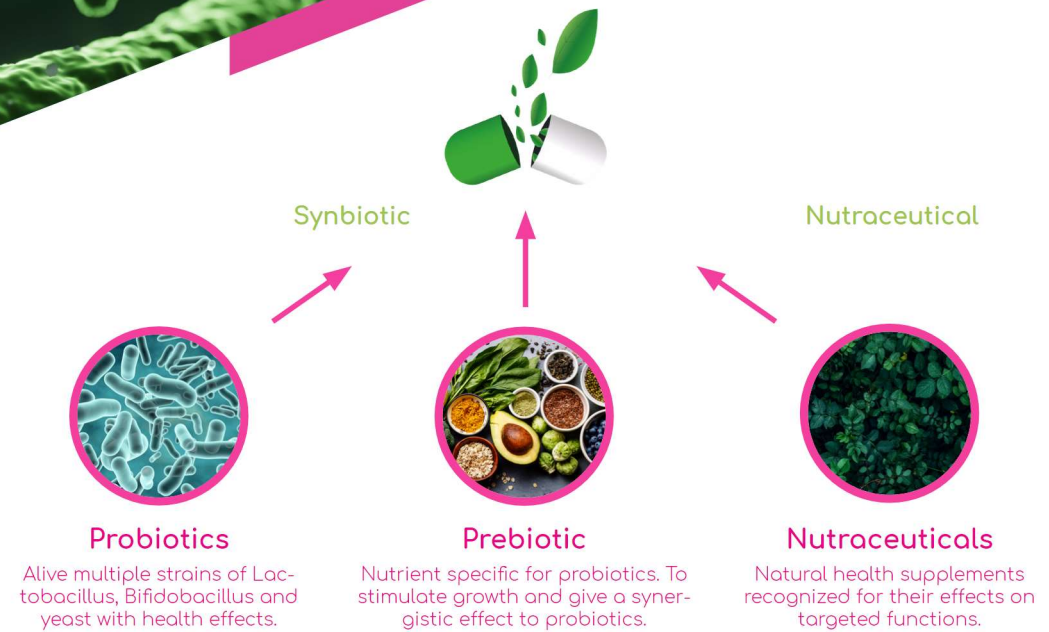 Synbiotic
Nutraceutical
Probiotics
Alive multiple strains of Lac-
tobacillus, Bifidobacillus and
yeast with health effects.
Prebiotic
Nutrient specific for probiotics. To
stimulate growth and give a syner-
gistic effect to probiotics.
Nutraceuticals
Natural health supplements
recognized for their effects on
targeted functions.